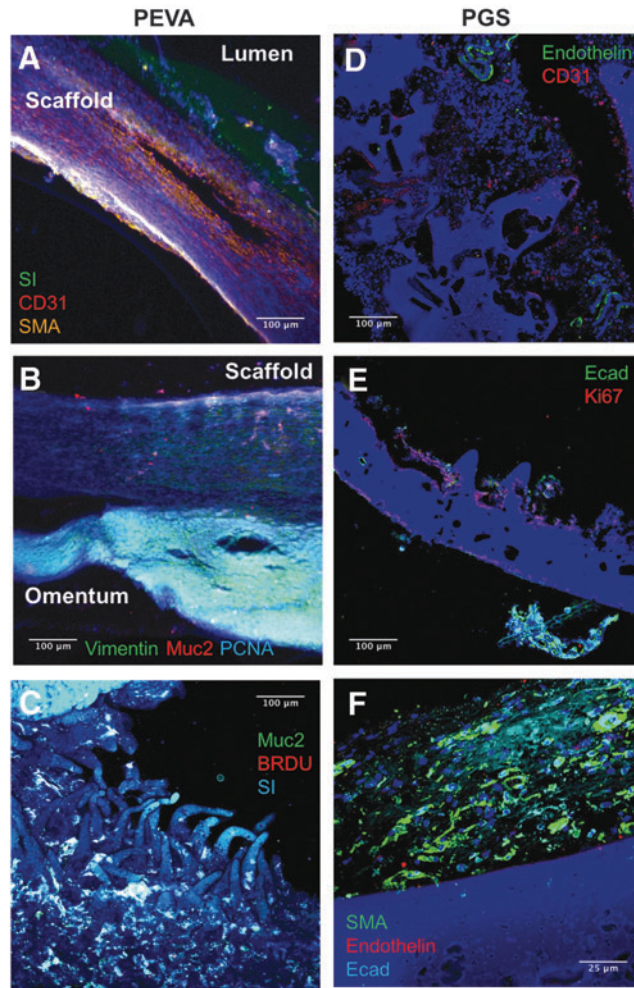 PEVA
PGS
A
Lumen
Scaffold
SI
CD31
SMA
100 µm
D
Endothelin
CD31
100 µm
B
Scaffold
Omentum
100 µm
Vimentin Muc2 PCNA
E
Ecad
Ki67
100 µm
C
100 µm
Muc2
BRDU
SI
F
SMA
Endothelin
Ecad
25 µm